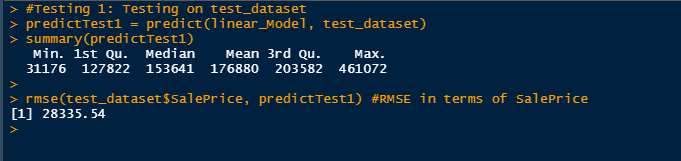 > #Testing 1: Testing on test_dataset
> predictTest1 = predict(linear_Model, test_dataset)
> summary(predictTest1)
   Min. 1st Qu.  Median    Mean 3rd Qu.    Max.
  31176  127822  153641  176880  203582  461072
>
> rmse(test_dataset$SalePrice, predictTest1) #RMSE in terms of SalePrice
[1] 28335.54
>